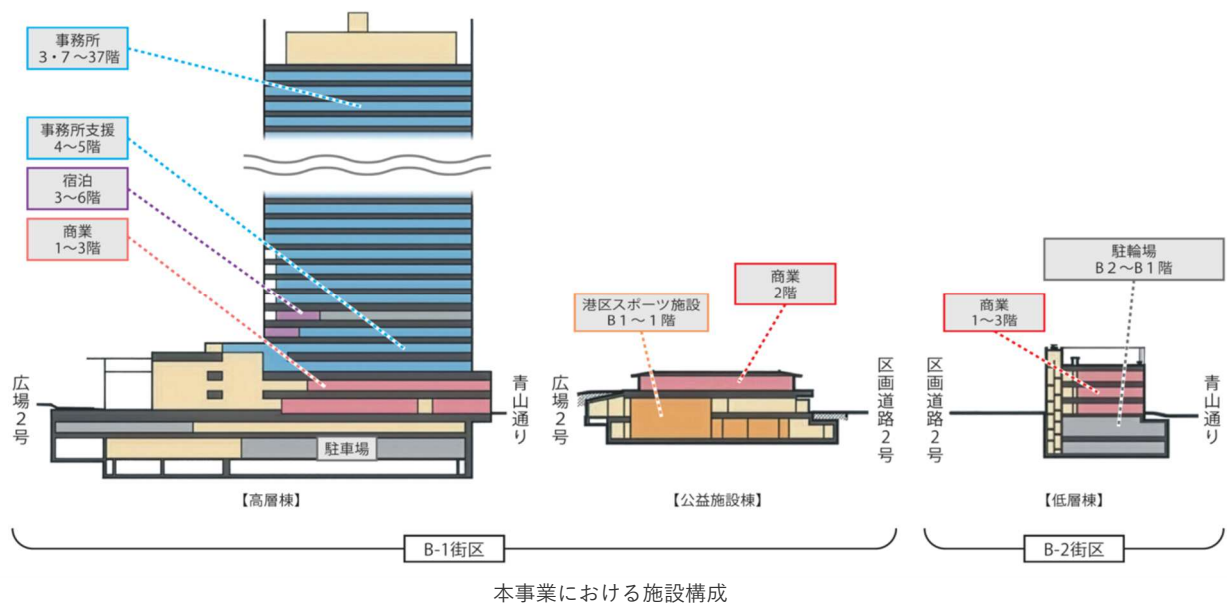 事務所
3・7～37階
事務所支援
4～5階
宿泊
3～6階
商業
1～3階
広場2号
駐車場
青山通り
【高層棟】
港区スポーツ施設
B1～1階
商業
2階
広場2号
区画道路2号
【公益施設棟】
駐輪場
B2～B1階
商業
1～3階
区画道路2号
青山通り
【低層棟】
B-1街区
B-2街区
本事業における施設構成